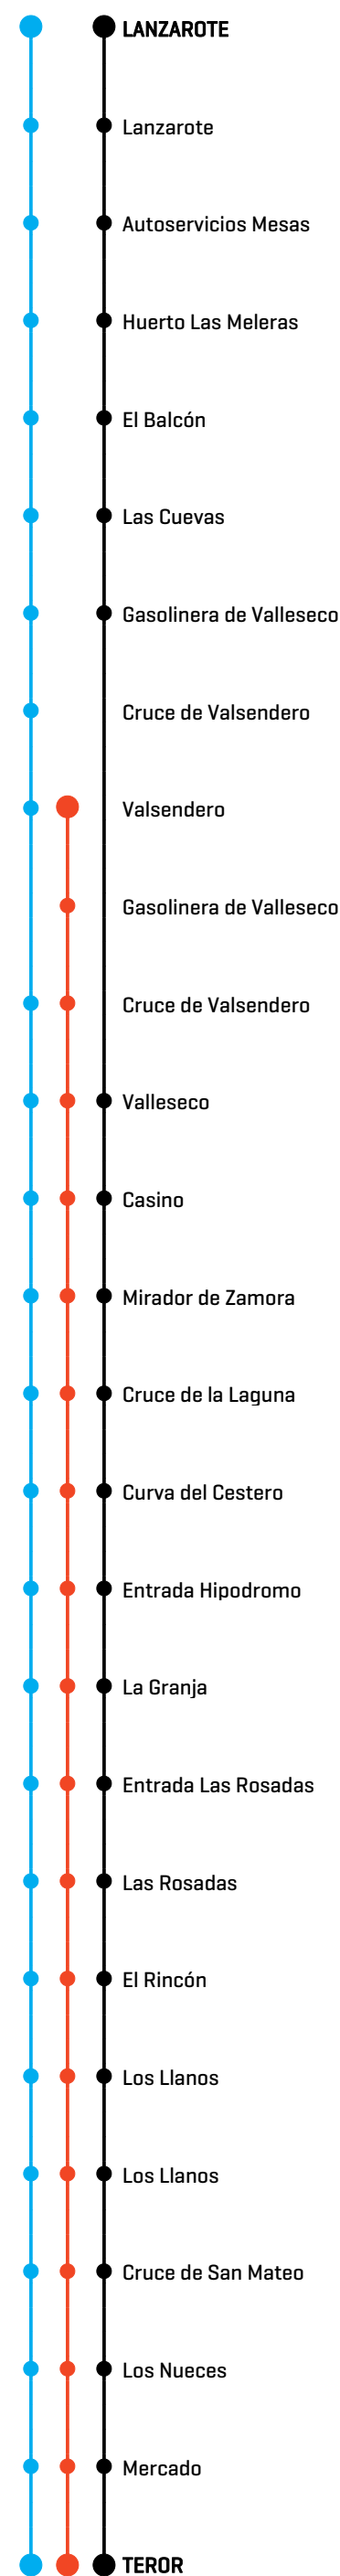 LANZAROTE
Lanzarote
Autoservicios Mesas
Huerto Las Meleras
El Balcón
Las Cuevas
Gasolinera de Valleseco
Cruce de Valsendero
Valsendero
Gasolinera de Valleseco
Cruce de Valsendero
Valleseco
Casino
Mirador de Zamora
Cruce de la Laguna
Curva del Cestero
Entrada Hipodromo
La Granja
Entrada Las Rosadas
Las Rosadas
El Rincón
Los Llanos
Los Llanos
Cruce de San Mateo
Los Nueces
Mercado
TEROR